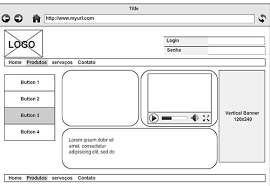 Title
http://www.myurl.com
LOGO
Login
Senha
Home Produtos serviços Contato
Button 1
Button 2
Button 3
Button 4
Vertical Banner
120x240
Lorem ipsum dolor sit
amet, consectetur
adipisicing elit, sed do
Home Produtos serviços Contato